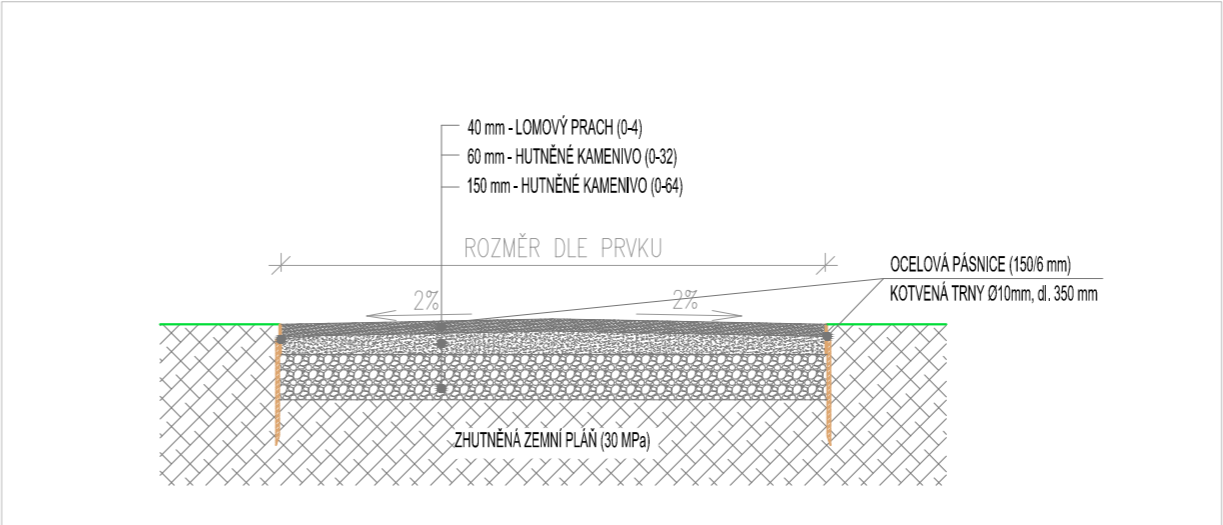 40 mm - LOMOVÝ PRACH (0-4)
60 mm - HUTNĚNÉ KAMENIVO (0-32)
150 mm - HUTNĚNÉ KAMENIVO (0-64)
ROZMĚR DLE PRVKU
OCELOVÁ PÁSNICE (150/6 mm)
KOTVENÁ TRNY Ø10mm, dl. 350 mm
2%
2%
ZHUTNĚNÁ ZEMNÍ PLÁŇ (30 MPa)